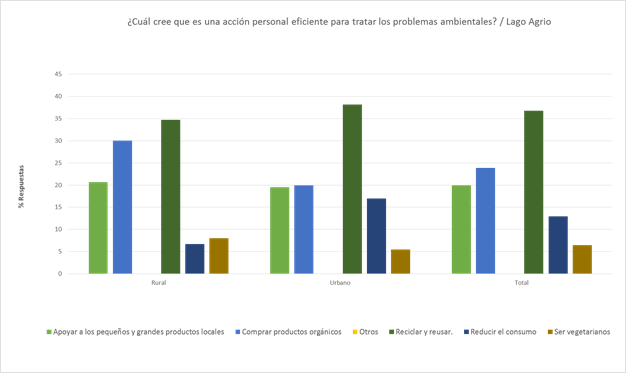 ¿Cuál cree que es una acción personal eficiente para tratar los problemas ambientales? / Lago Agrio
45
40
35
30
25
20
15
10
5
0
% Respuestas
Rural Urbano Total
Apoyar a los pequeños y grandes productos locales Comprar productos orgánicos Otros Reciclar y reusar. Reducir el consumo Ser vegetarianos